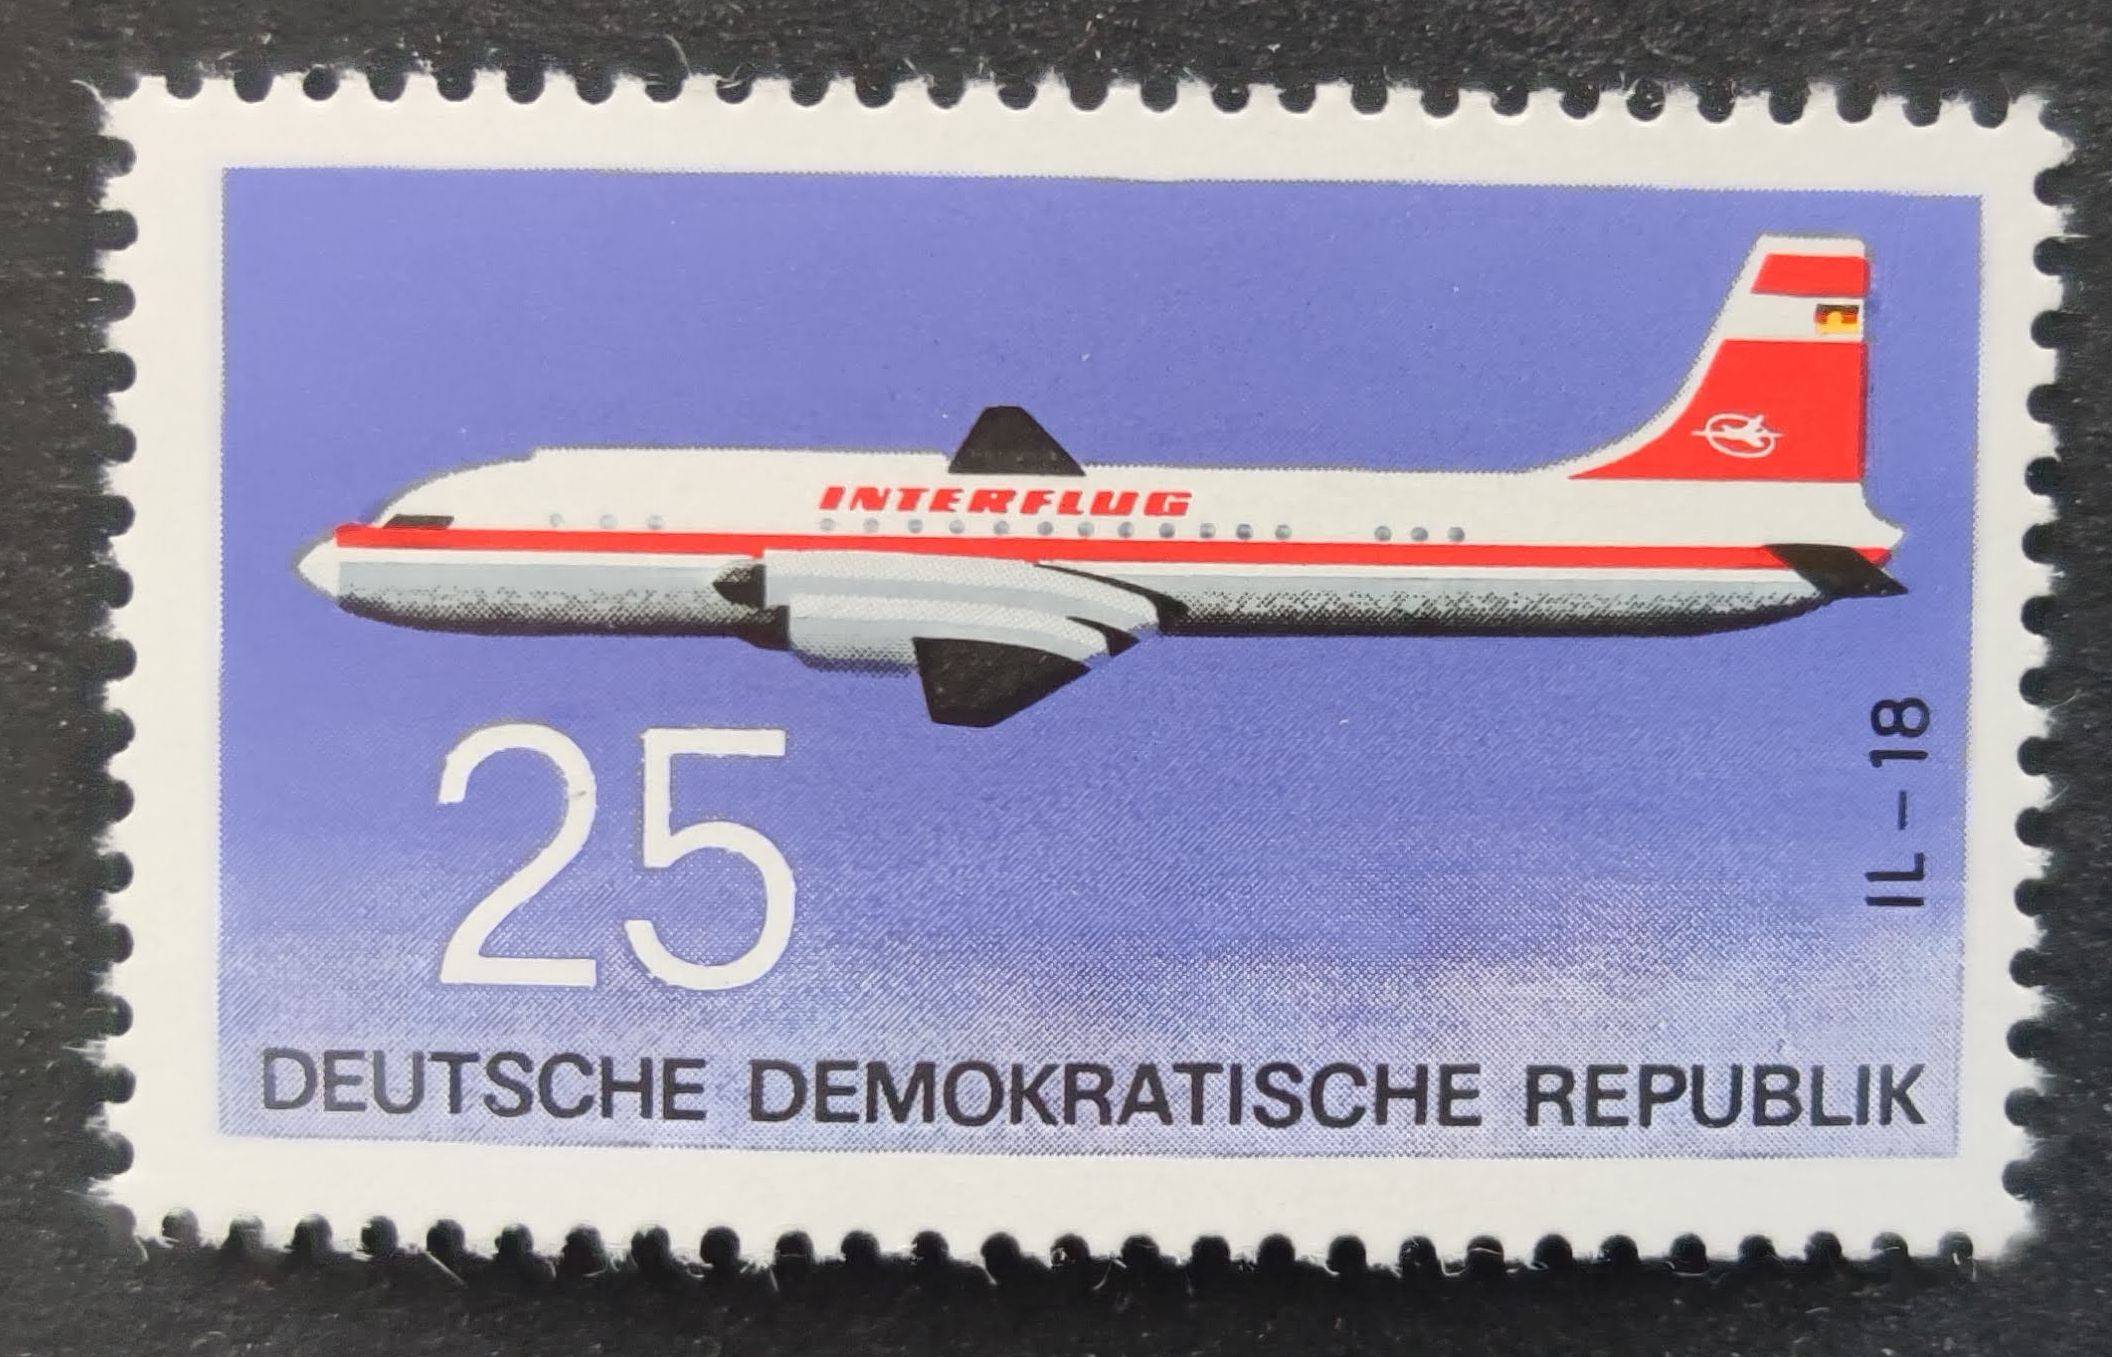 INTERFLUG
IL-18
25
DEUTSCHE DEMOKRATISCHE REPUBLIK